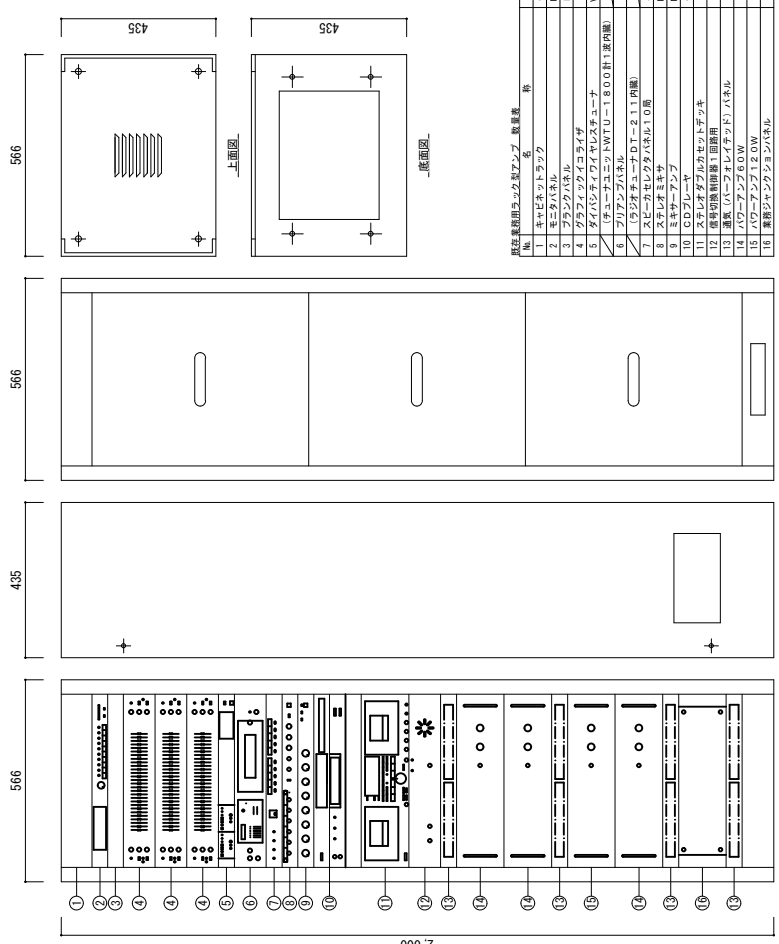 566
435
上面図
435
底面図
566
435
566
①
②
③
④
④
④
⑤
⑥
⑦
⑧
⑨
⑩
⑪
⑫
⑬
⑭
⑭
⑬
⑮
⑭
⑬
⑯
⑬
既存業務用ラック型アンプ 数量表
No. 名 称
1 キャビネットラック
2 モニタパネル
3 ブランクパネル
4 グラフィックイコライザ
5 ダイバシティワイヤレスチューナ
(チューナユニットWTU-1800計1波内蔵)
6 プリアンプパネル
(ラジオチューナDT-211内蔵)
7 スピーカセレクタパネル10局
8 ステレオミキサ
9 ミキサーアンプ
10 CDプレーヤ
11 ステレオダブルカセットデッキ
12 信号切換制御器1回路用
13 通気(パーフォレイテッド)パネル
14 パワーアンプ60W
15 パワーアンプ120W
16 業務ジャンクションパネル